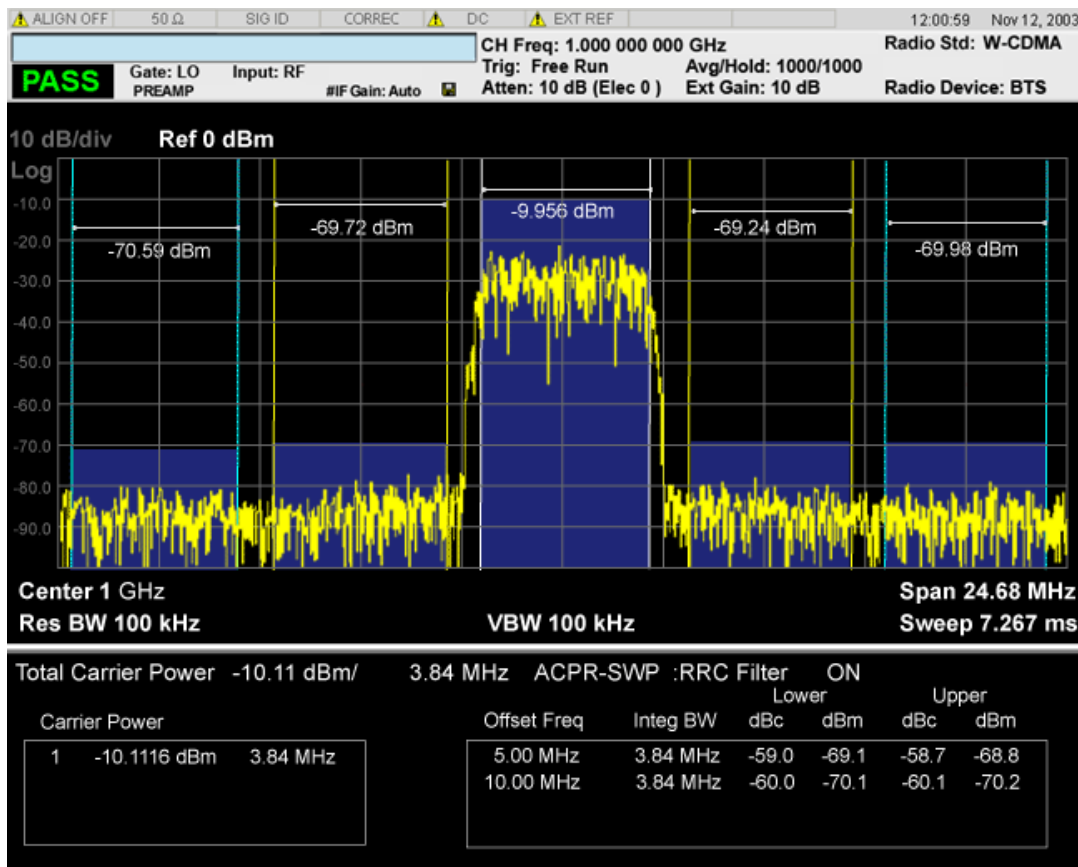 ALIGN OFF 50 Ω SIG ID CORREC DC EXT REF 12:00:59 Nov 12, 2003
CH Freq: 1.000 000 000 GHz Radio Std: W-CDMA
PASS Gate: LO Input: RF Trig: Free Run Avg/Hold: 1000/1000
PREAMP #IF Gain: Auto Atten: 10 dB (Elec 0 ) Ext Gain: 10 dB Radio Device: BTS
10 dB/div Ref 0 dBm
Log
-10.0
-9.956 dBm
-69.72 dBm -69.24 dBm
-20.0
-70.59 dBm -69.98 dBm
-30.0
-40.0
-50.0
-60.0
-70.0
-80.0
-90.0
Center 1 GHz Span 24.68 MHz
Res BW 100 kHz VBW 100 kHz Sweep 7.267 ms
Total Carrier Power -10.11 dBm/ 3.84 MHz ACPR-SWP :RRC Filter ON
Lower Upper
Carrier Power Offset Freq Integ BW dBc dBm dBc dBm
1 -10.1116 dBm 3.84 MHz 5.00 MHz 3.84 MHz -59.0 -69.1 -58.7 -68.8
10.00 MHz 3.84 MHz -60.0 -70.1 -60.1 -70.2